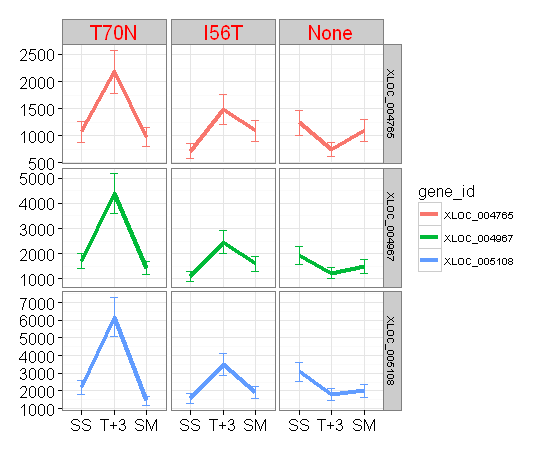 T70N I56T None
2500
2000
1500
1000
500
XLOC_004765
5000
4000
3000
2000
1000
XLOC_004967
7000
6000
5000
4000
3000
2000
1000
XLOC_005108
SS T+3 SM SS T+3 SM SS T+3 SM
gene_id
XLOC_004765
XLOC_004967
XLOC_005108